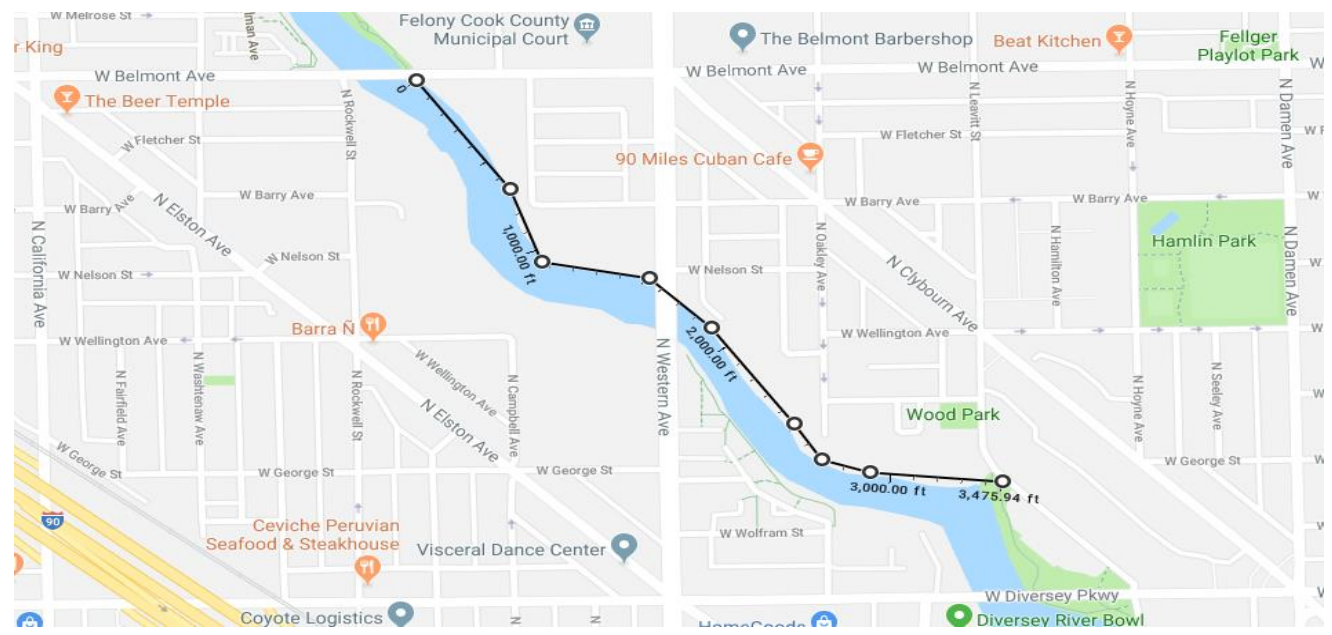 W Melrose St
Felony Cook County
Municipal Court
The Belmont Barbershop
Beat Kitchen
Fellger
Playlot Park
r King
lman Ave
W Belmont Ave
W Belmont Ave
W Belmont Ave
The Beer Temple
0
N Rockwell St
N Leavitt St
N Hoyne Ave
N Damen Ave
W Fletcher St
W Fletcher St
90 Miles Cuban Cafe
W Barry Ave
W Barry Ave
W Barry Ave
W Barry Ave
N Elston Ave
N California Ave
1,000.00 ft
N Oakley Ave
N Hamilton Ave
Hamlin Park
N Damen Ave
W Nelson St
W Nelson St
W Nelson St
N Clybourn Ave
Barra Ñ
W Wellington Ave
W Wellington Ave
W Wellington Ave
2,000.00 ft
N Western Ave
N Fairfield Ave
N Washtenaw Ave
N Rockwell St
N Elston Ave
N Campbell Ave
N Hoyne Ave
N Seeley Ave
Wood Park
W George St
W George St
W George St
W George St
3,000.00 ft
3,475.94 ft
90
Ceviche Peruvian
Seafood & Steakhouse
Visceral Dance Center
W Wolfram St
W Diversey Pkwy
Coyote Logistics
HomeGoods
Diversey River Bowl